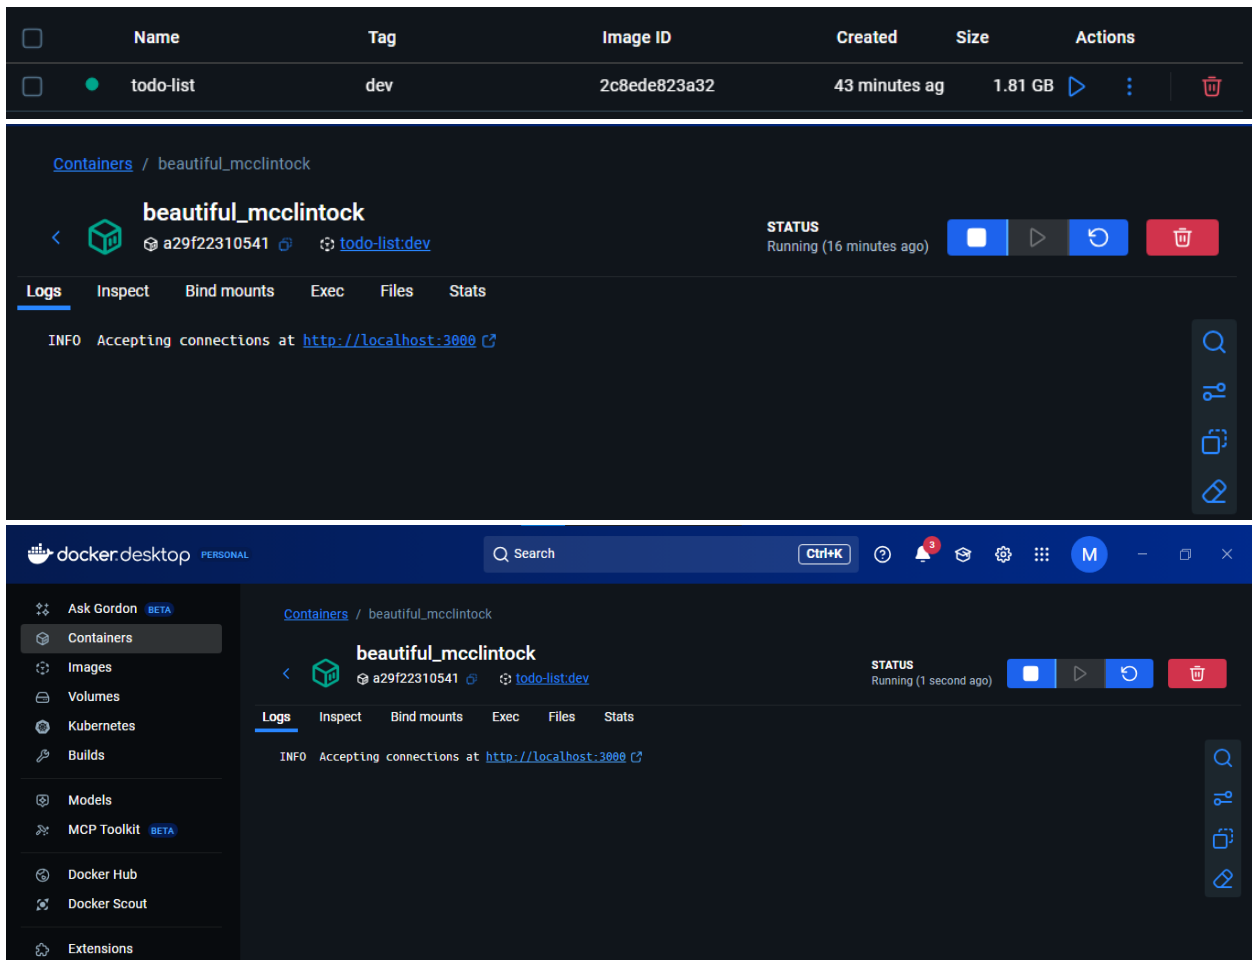 Name Tag Image ID Created Size Actions
todo-list dev 2c8ede823a32 43 minutes ag 1.81 GB
Containers / beautiful_mcclintock
beautiful_mcclintock
a29f22310541 todo-list:dev
STATUS
Running (16 minutes ago)
Logs Inspect Bind mounts Exec Files Stats
INFO Accepting connections at http://localhost:3000
docker.desktop PERSONAL
Search Ctrl+K 3 M
Ask Gordon BETA
Containers
Images
Volumes
Kubernetes
Builds
Models
MCP Toolkit BETA
Docker Hub
Docker Scout
Extensions
Containers / beautiful_mcclintock
beautiful_mcclintock
a29f22310541 todo-list:dev
STATUS
Running (1 second ago)
Logs Inspect Bind mounts Exec Files Stats
INFO Accepting connections at http://localhost:3000